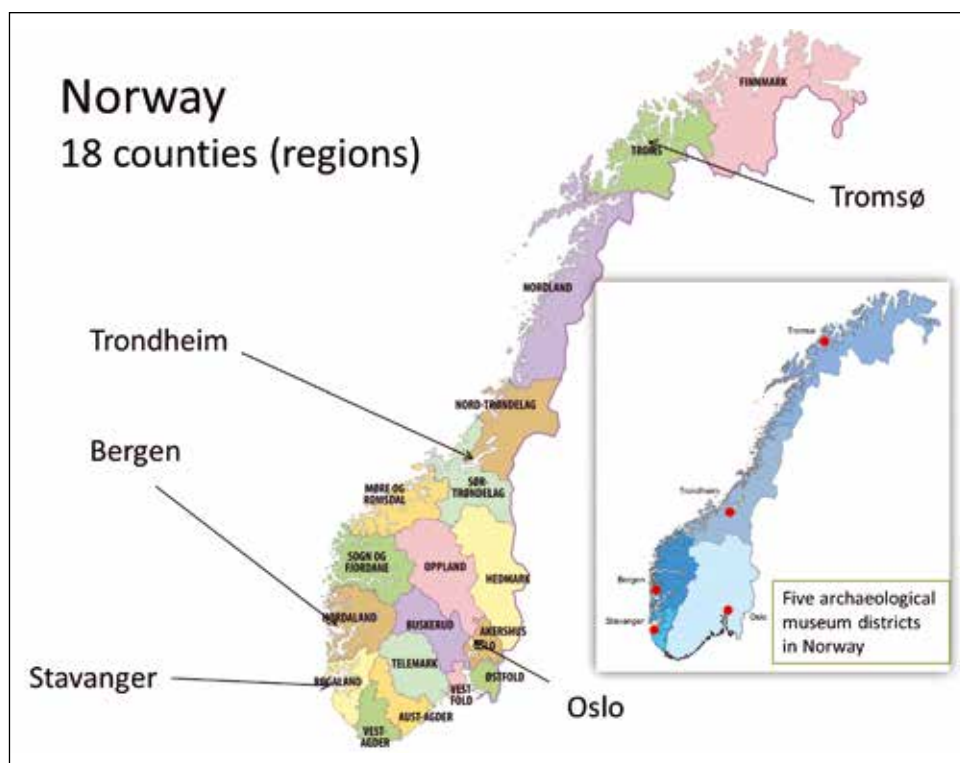 Norway
18 counties (regions)
FINNMARK
TROMS
Tromsø
NORDLAND
Trondheim
NORD-TRØNDELAG
Bergen
SØR-
TRØNDELAG
MØRE OG
ROMSDAL
SOGN OG
FJORDANE
OPPLAND
HEDMARK
HORDALAND
BUSKERUD
AKERSHUS
OSLO
TELEMARK
Stavanger
ROGALAND
VEST
FOLD
ØSTFOLD
Oslo
AUST-AGDER
VEST-
AGDER
Tromsø
Trondheim
Bergen
Stavanger
Oslo
Five archaeological
museum districts
in Norway